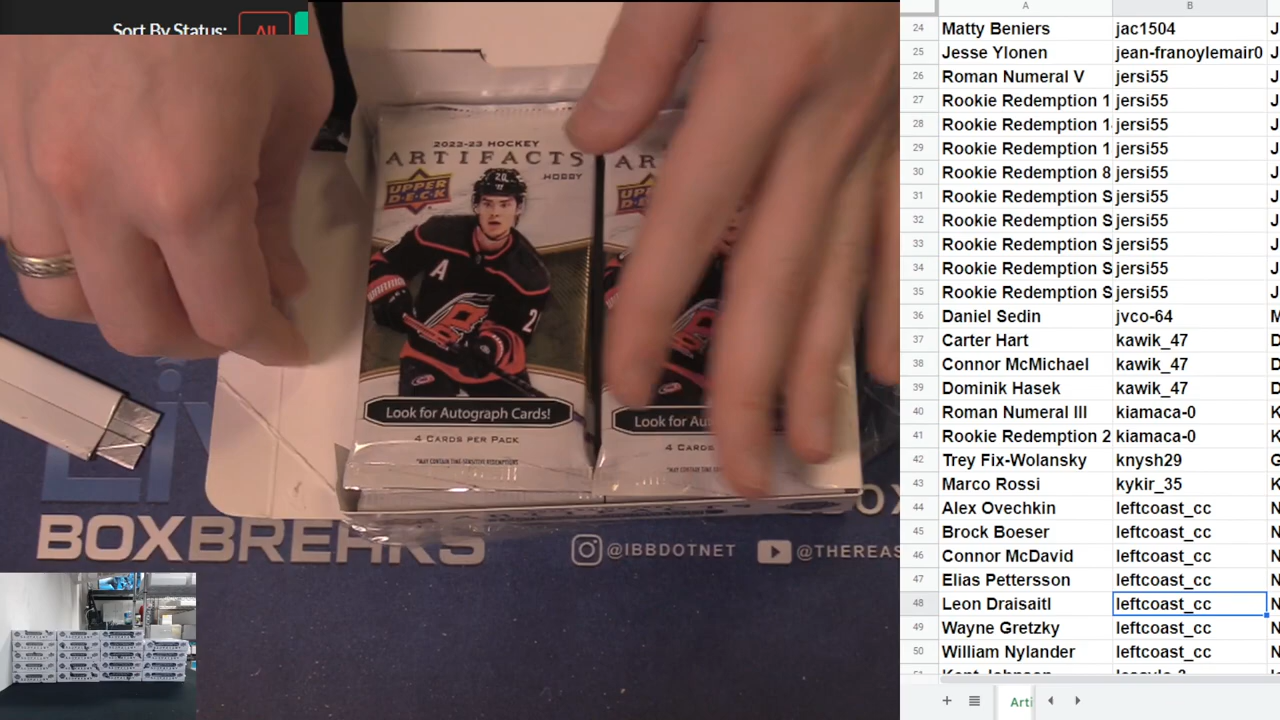 Sort By Status:
All
2022-23 HOCKEY
ARTIFACTS
HOBBY
UPPER
DECK
20
A
Look for Autograph Cards!
4 CARDS PER PACK
AR
UPPER
Look for Au
4 CARDS
BOXBREAKS
@IBBDOTNET
@THEREAS
A B
24 Matty Beniers jac1504 J
25 Jesse Ylonen jean-franoylemair0 J
26 Roman Numeral V jersi55 J
27 Rookie Redemption 1 jersi55 J
28 Rookie Redemption 1 jersi55 J
29 Rookie Redemption 1 jersi55 J
30 Rookie Redemption 8 jersi55 J
31 Rookie Redemption S jersi55 J
32 Rookie Redemption S jersi55 J
33 Rookie Redemption S jersi55 J
34 Rookie Redemption S jersi55 J
35 Rookie Redemption S jersi55 J
36 Daniel Sedin jvco-64 M
37 Carter Hart kawik_47 D
38 Connor McMichael kawik_47 D
39 Dominik Hasek kawik_47 D
40 Roman Numeral III kiamaca-0 K
41 Rookie Redemption 2 kiamaca-0 K
42 Trey Fix-Wolansky knysh29 G
43 Marco Rossi kykir_35 K
44 Alex Ovechkin leftcoast_cc N
45 Brock Boeser leftcoast_cc N
46 Connor McDavid leftcoast_cc N
47 Elias Pettersson leftcoast_cc N
48 Leon Draisaitl leftcoast_cc N
49 Wayne Gretzky leftcoast_cc N
50 William Nylander leftcoast_cc N
Arti